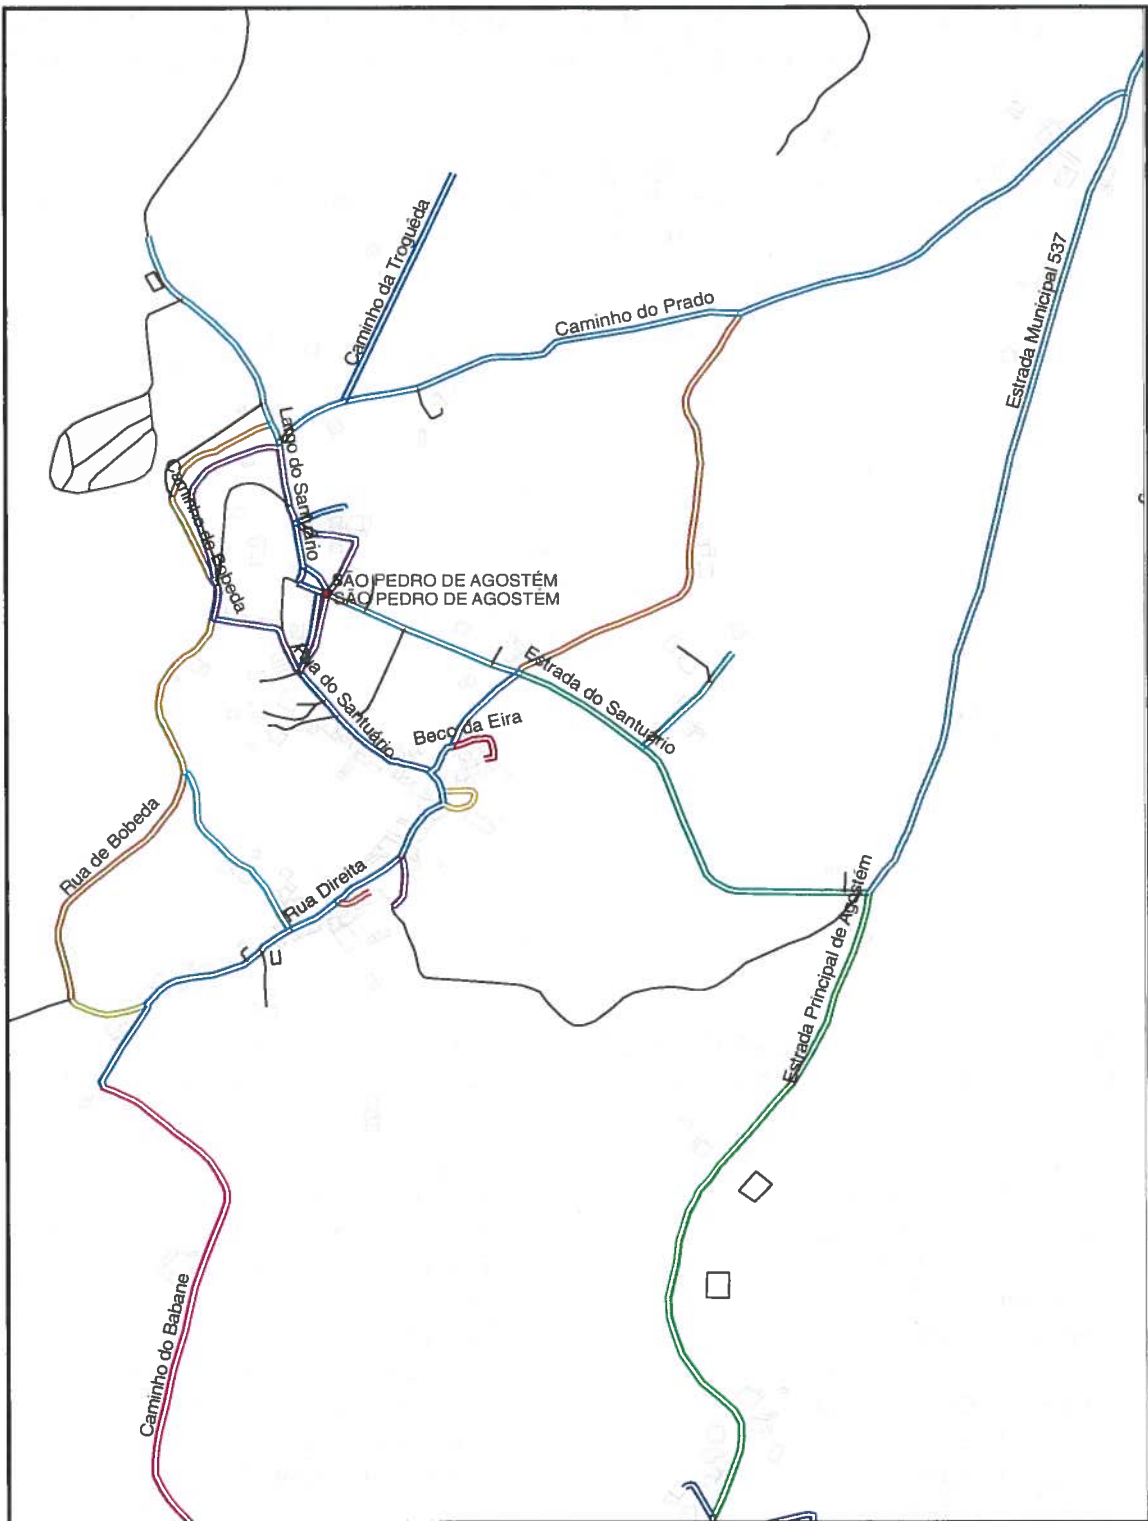 Caminho da Troguéda
Caminho do Prado
Estrada Municipal 537
Largo do Santuário
Caminho de Bobeda
SÃO PEDRO DE AGOSTÉM
SÃO PEDRO DE AGOSTÉM
Rua do Santuário
Estrada do Santuário
Beco da Eira
Rua de Bobeda
Rua Direita
Estrada Principal de Agostém
Caminho do Babane